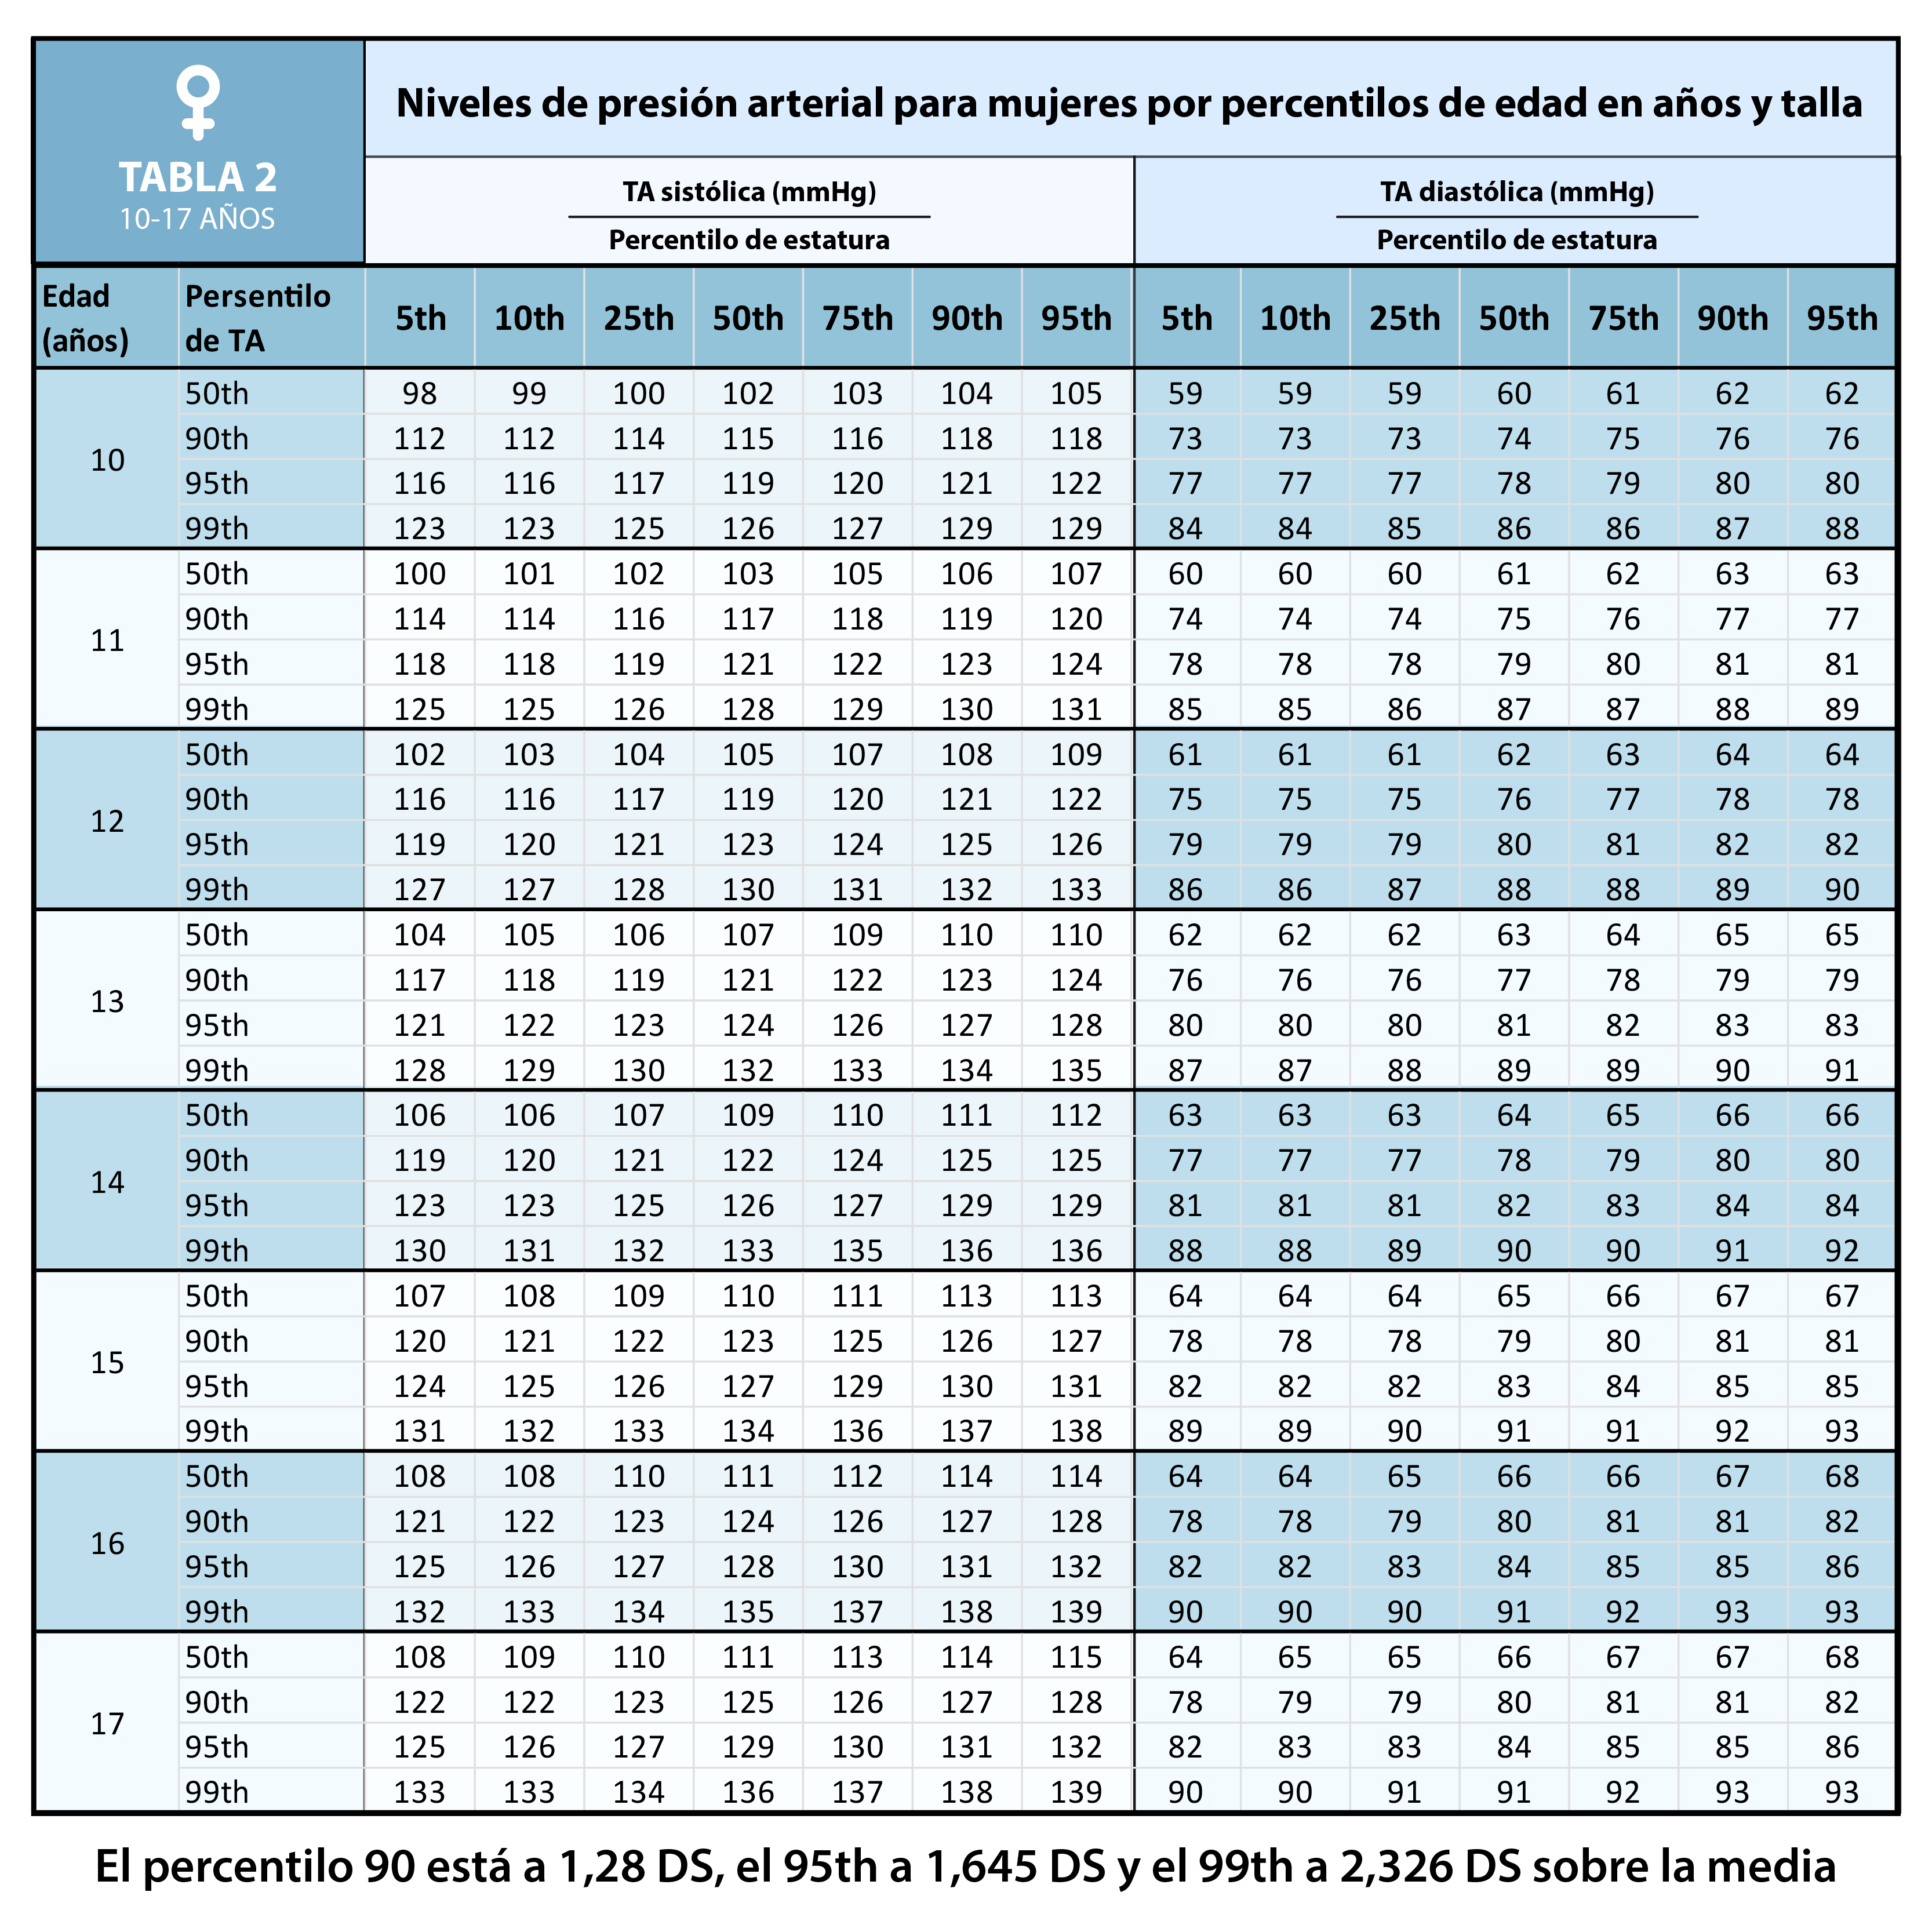 TABLA 2
10-17 AÑOS
Niveles de presión arterial para mujeres por percentilos de edad en años y talla
TA sistólica (mmHg)
Percentilo de estatura
TA diastólica (mmHg)
Percentilo de estatura
Edad (años) Persentilo de TA 5th 10th 25th 50th 75th 90th 95th 5th 10th 25th 50th 75th 90th 95th
10
50th 98 99 100 102 103 104 105 59 59 59 60 61 62 62
90th 112 112 114 115 116 118 118 73 73 73 74 75 76 76
95th 116 116 117 119 120 121 122 77 77 77 78 79 80 80
99th 123 123 125 126 127 129 129 84 84 85 86 86 87 88
11
50th 100 101 102 103 105 106 107 60 60 60 61 62 63 63
90th 114 114 116 117 118 119 120 74 74 74 75 76 77 77
95th 118 118 119 121 122 123 124 78 78 78 79 80 81 81
99th 125 125 126 128 129 130 131 85 85 86 87 87 88 89
12
50th 102 103 104 105 107 108 109 61 61 61 62 63 64 64
90th 116 116 117 119 120 121 122 75 75 75 76 77 78 78
95th 119 120 121 123 124 125 126 79 79 79 80 81 82 82
99th 127 127 128 130 131 132 133 86 86 87 88 88 89 90
13
50th 104 105 106 107 109 110 110 62 62 62 63 64 65 65
90th 117 118 119 121 122 123 124 76 76 76 77 78 79 79
95th 121 122 123 124 126 127 128 80 80 80 81 82 83 83
99th 128 129 130 132 133 134 135 87 87 88 89 89 90 91
14
50th 106 106 107 109 110 111 112 63 63 63 64 65 66 66
90th 119 120 121 122 124 125 125 77 77 77 78 79 80 80
95th 123 123 125 126 127 129 129 81 81 81 82 83 84 84
99th 130 131 132 133 135 136 136 88 88 89 90 90 91 92
15
50th 107 108 109 110 111 113 113 64 64 64 65 66 67 67
90th 120 121 122 123 125 126 127 78 78 78 79 80 81 81
95th 124 125 126 127 129 130 131 82 82 82 83 84 85 85
99th 131 132 133 134 136 137 138 89 89 90 91 91 92 93
16
50th 108 108 110 111 112 114 114 64 64 65 66 66 67 68
90th 121 122 123 124 126 127 128 78 78 79 80 81 81 82
95th 125 126 127 128 130 131 132 82 82 83 84 85 85 86
99th 132 133 134 135 137 138 139 90 90 90 91 92 93 93
17
50th 108 109 110 111 113 114 115 64 65 65 66 67 67 68
90th 122 122 123 125 126 127 128 78 79 79 80 81 81 82
95th 125 126 127 129 130 131 132 82 83 83 84 85 85 86
99th 133 133 134 136 137 138 139 90 90 91 91 92 93 93
El percentilo 90 está a 1,28 DS, el 95th a 1,645 DS y el 99th a 2,326 DS sobre la media